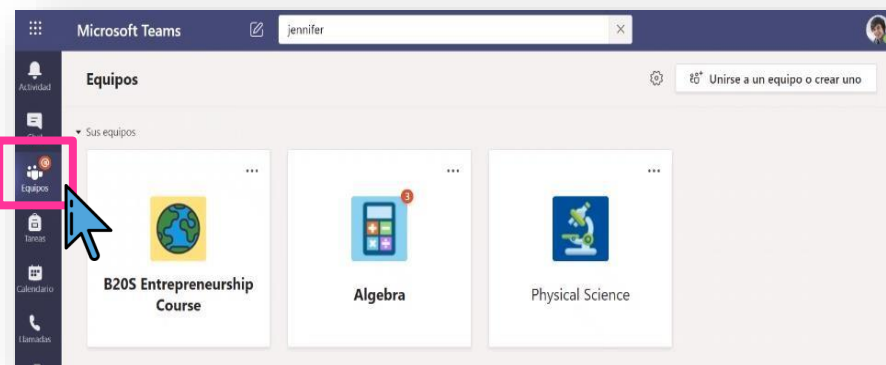 Microsoft Teams
jennifer
Actividad
Equipos
Unirse a un equipo o crear uno
Chat
Sus equipos
Equipos
Tareas
B20S Entrepreneurship
Course
Algebra
3
Physical Science
Calendario
Llamadas